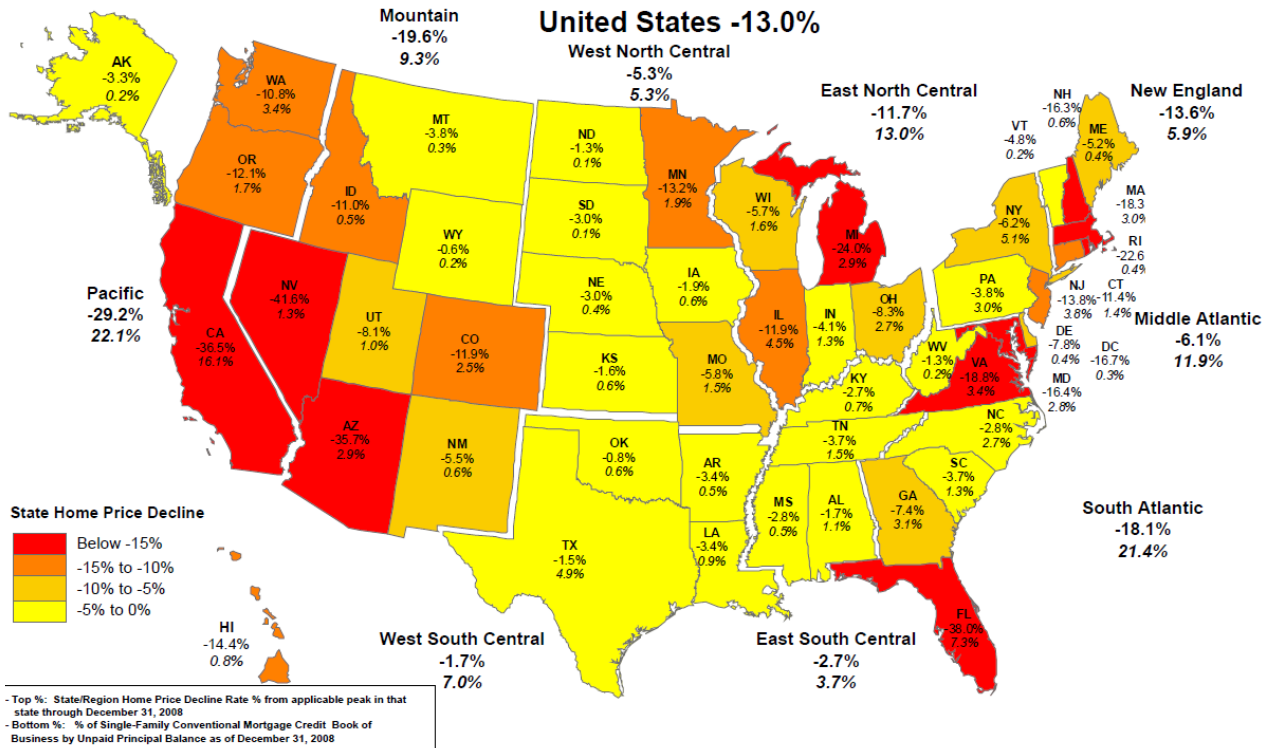 United States -13.0%
Mountain
-19.6%
9.3%
West North Central
-5.3%
5.3%
East North Central
-11.7%
13.0%
New England
-13.6%
5.9%
AK
-3.3%
0.2%
WA
-10.8%
3.4%
MT
-3.8%
0.3%
ND
-1.3%
0.1%
MN
-13.2%
1.9%
VT
-4.8%
0.2%
NH
-16.3%
0.6%
ME
-5.2%
0.4%
OR
-12.1%
1.7%
ID
-11.0%
0.5%
SD
-3.0%
0.1%
WI
-5.7%
1.6%
MI
-24.0%
2.9%
NY
-6.2%
5.1%
MA
-18.3
3.0%
RI
-22.6
0.4%
WY
-0.6%
0.2%
NE
-3.0%
0.4%
IA
-1.9%
0.6%
PA
-3.8%
3.0%
NJ
-13.8%
3.8%
CT
-11.4%
1.4%
Pacific
-29.2%
22.1%
NV
-41.6%
1.3%
CA
-36.5%
16.1%
UT
-8.1%
1.0%
CO
-11.9%
2.5%
KS
-1.6%
0.6%
MO
-5.8%
1.5%
IL
-11.9%
4.5%
IN
-4.1%
1.3%
OH
-8.3%
2.7%
WV
-1.3%
0.2%
VA
-18.8%
3.4%
DE
-7.8%
0.4%
DC
-16.7%
0.3%
MD
-16.4%
2.8%
Middle Atlantic
-6.1%
11.9%
KY
-2.7%
0.7%
AZ
-35.7%
2.9%
NM
-5.5%
0.6%
OK
-0.8%
0.6%
AR
-3.4%
0.5%
TN
-3.7%
1.5%
NC
-2.8%
2.7%
SC
-3.7%
1.3%
TX
-1.5%
4.9%
LA
-3.4%
0.9%
MS
-2.8%
0.5%
AL
-1.7%
1.1%
GA
-7.4%
3.1%
South Atlantic
-18.1%
21.4%
FL
-38.0%
7.3%
State Home Price Decline
Below -15%
-15% to -10%
-10% to -5%
-5% to 0%
HI
-14.4%
0.8%
West South Central
-1.7%
7.0%
East South Central
-2.7%
3.7%
- Top %: State/Region Home Price Decline Rate % from applicable peak in that
state through December 31, 2008
- Bottom %: % of Single-Family Conventional Mortgage Credit Book of
Business by Unpaid Principal Balance as of December 31, 2008